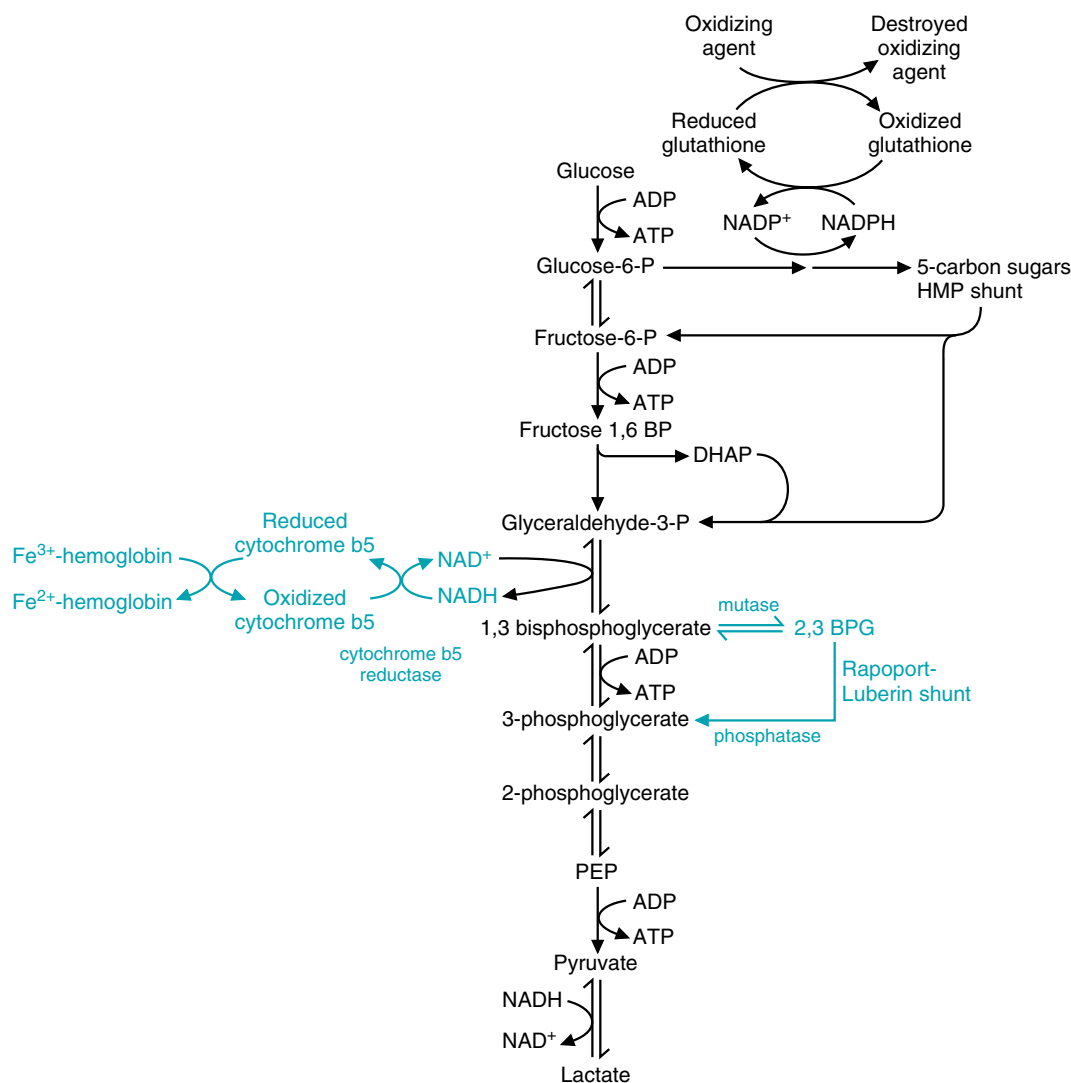 Oxidizing
agent
Destroyed
oxidizing
agent
Reduced
glutathione
Oxidized
glutathione
Glucose
ADP
ATP
NADP+
NADPH
Glucose-6-P
5-carbon sugars
HMP shunt
Fructose-6-P
ADP
ATP
Fructose 1,6 BP
DHAP
Glyceraldehyde-3-P
Fe3+-hemoglobin
Fe2+-hemoglobin
Reduced
cytochrome b5
Oxidized
cytochrome b5
NAD+
NADH
cytochrome b5
reductase
1,3 bisphosphoglycerate
mutase
2,3 BPG
Rapoport-
Luberin shunt
phosphatase
ADP
ATP
3-phosphoglycerate
2-phosphoglycerate
PEP
ADP
ATP
Pyruvate
NADH
NAD+
Lactate